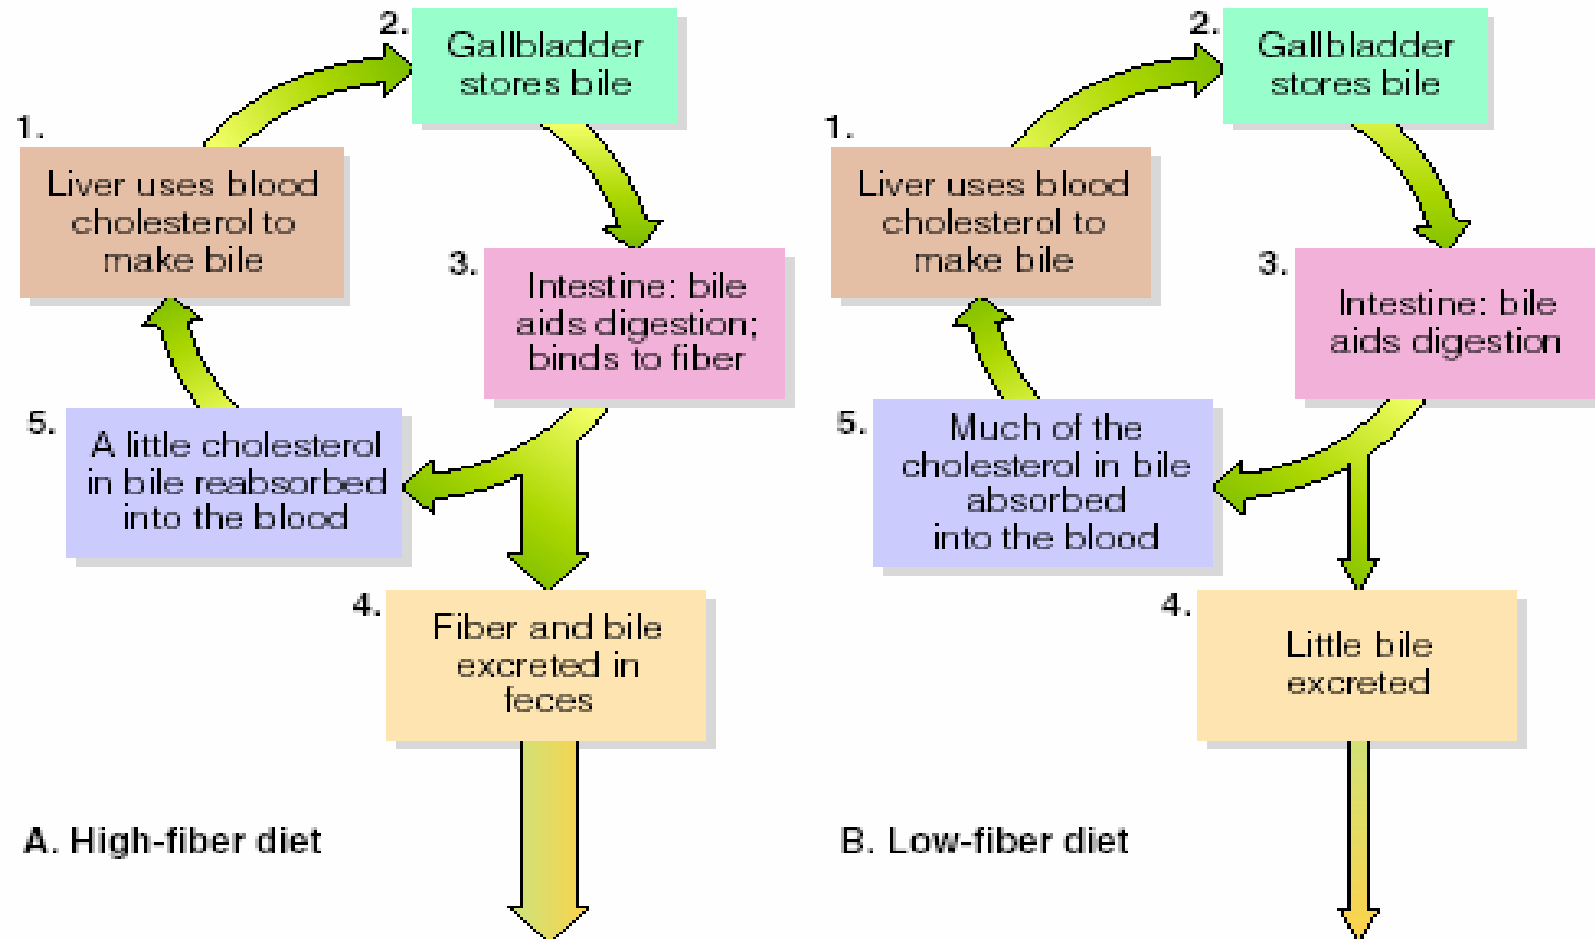 1.
Liver uses blood
cholesterol to
make bile
2.
Gallbladder
stores bile
3.
Intestine: bile
aids digestion;
binds to fiber
4.
Fiber and bile
excreted in
feces
5.
A little cholesterol
in bile reabsorbed
into the blood
A. High-fiber diet
1.
Liver uses blood
cholesterol to
make bile
2.
Gallbladder
stores bile
3.
Intestine: bile
aids digestion
4.
Little bile
excreted
5.
Much of the
cholesterol in bile
absorbed
into the blood
B. Low-fiber diet